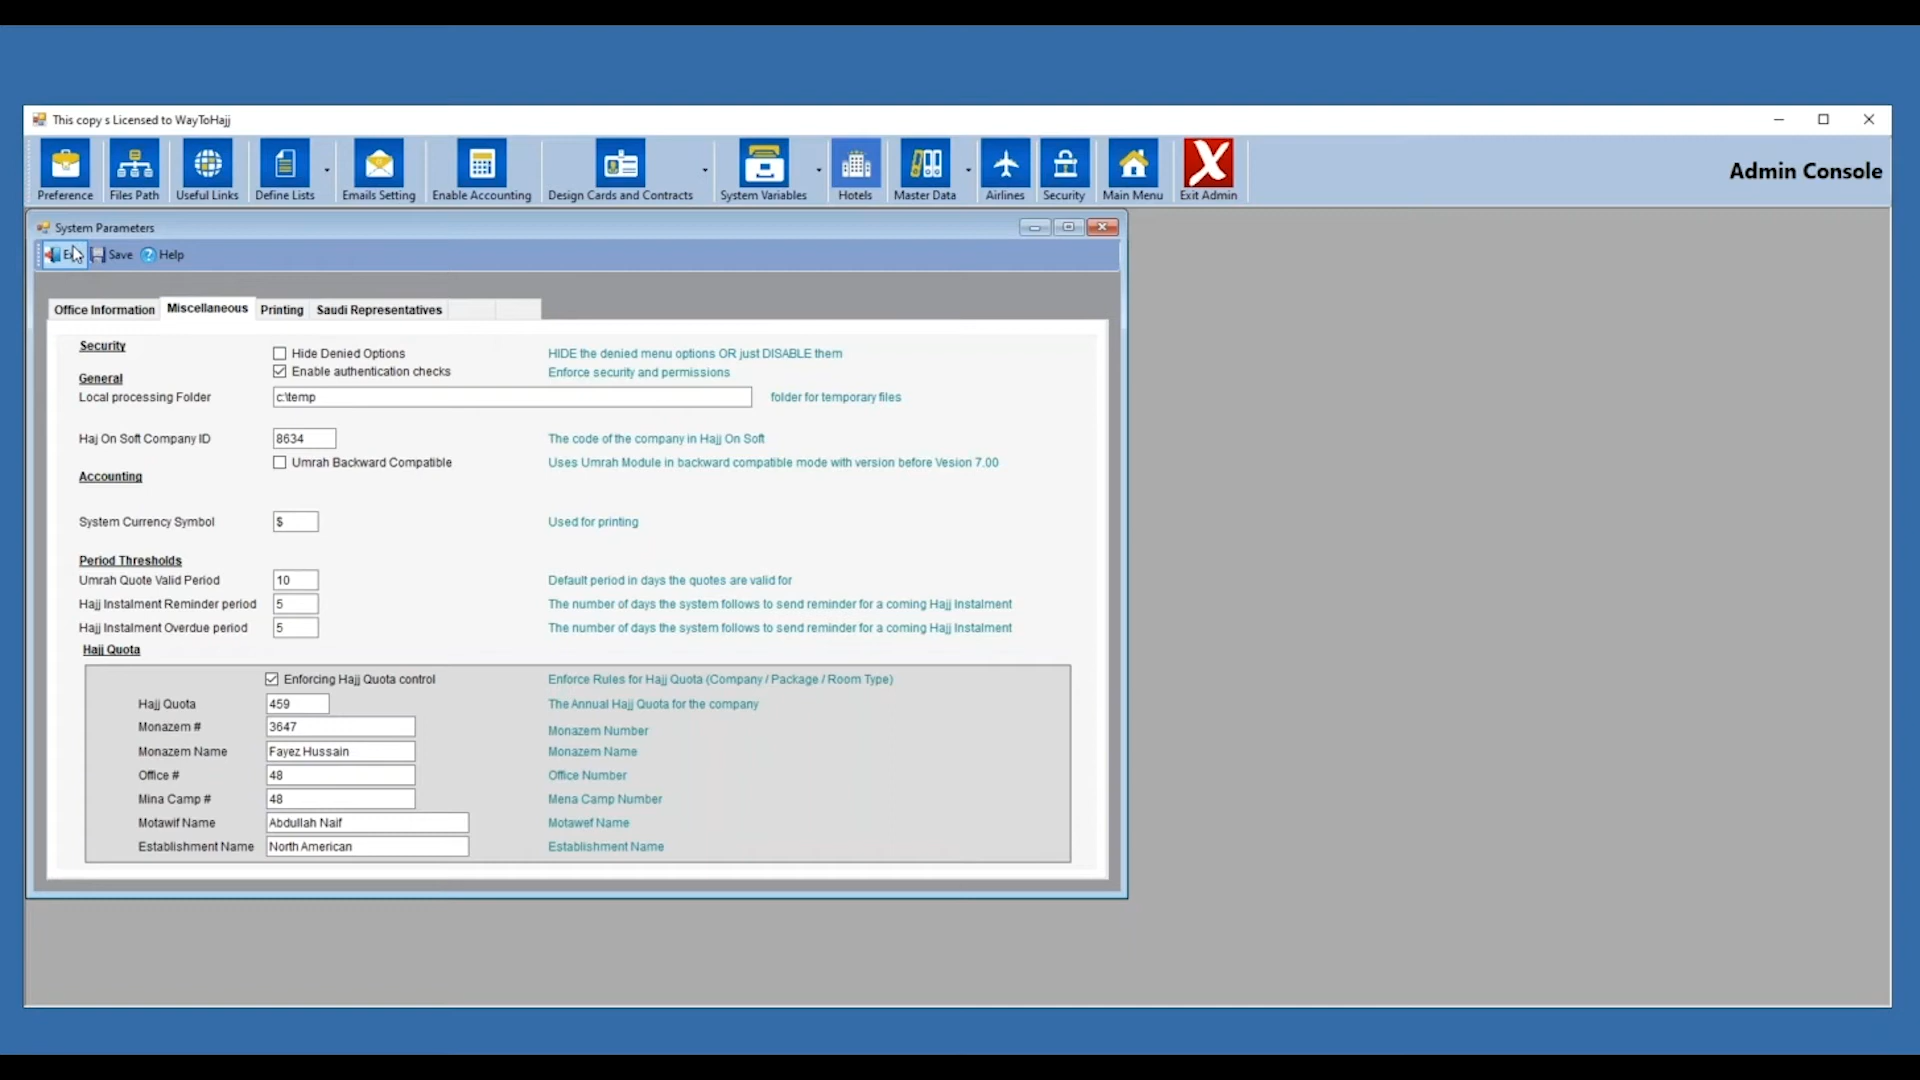 This copy s Licensed to WayToHajj
Preference Files Path Useful Links Define Lists Emails Setting Enable Accounting Design Cards and Contracts System Variables Hotels Master Data Airlines Security Main Menu Exit Admin
Admin Console
System Parameters
Save Help
Office Information Miscellaneous Printing Saudi Representatives
Security
Hide Denied Options HIDE the denied menu options OR just DISABLE them
Enable authentication checks Enforce security and permissions
General
Local processing Folder c:\temp folder for temporary files
Haj On Soft Company ID 8634 The code of the company in Hajj On Soft
Umrah Backward Compatible Uses Umrah Module in backward compatible mode with version before Vesion 7.00
Accounting
System Currency Symbol $ Used for printing
Period Thresholds
Umrah Quote Valid Period 10 Default period in days the quotes are valid for
Hajj Instalment Reminder period 5 The number of days the system follows to send reminder for a coming Hajj Instalment
Hajj Instalment Overdue period 5 The number of days the system follows to send reminder for a coming Hajj Instalment
Hajj Quota
Enforcing Hajj Quota control Enforce Rules for Hajj Quota (Company / Package / Room Type)
Hajj Quota 459 The Annual Hajj Quota for the company
Monazem # 3647 Monazem Number
Monazem Name Fayez Hussain Monazem Name
Office # 48 Office Number
Mina Camp # 48 Mena Camp Number
Motawif Name Abdullah Naif Motawef Name
Establishment Name North American Establishment Name